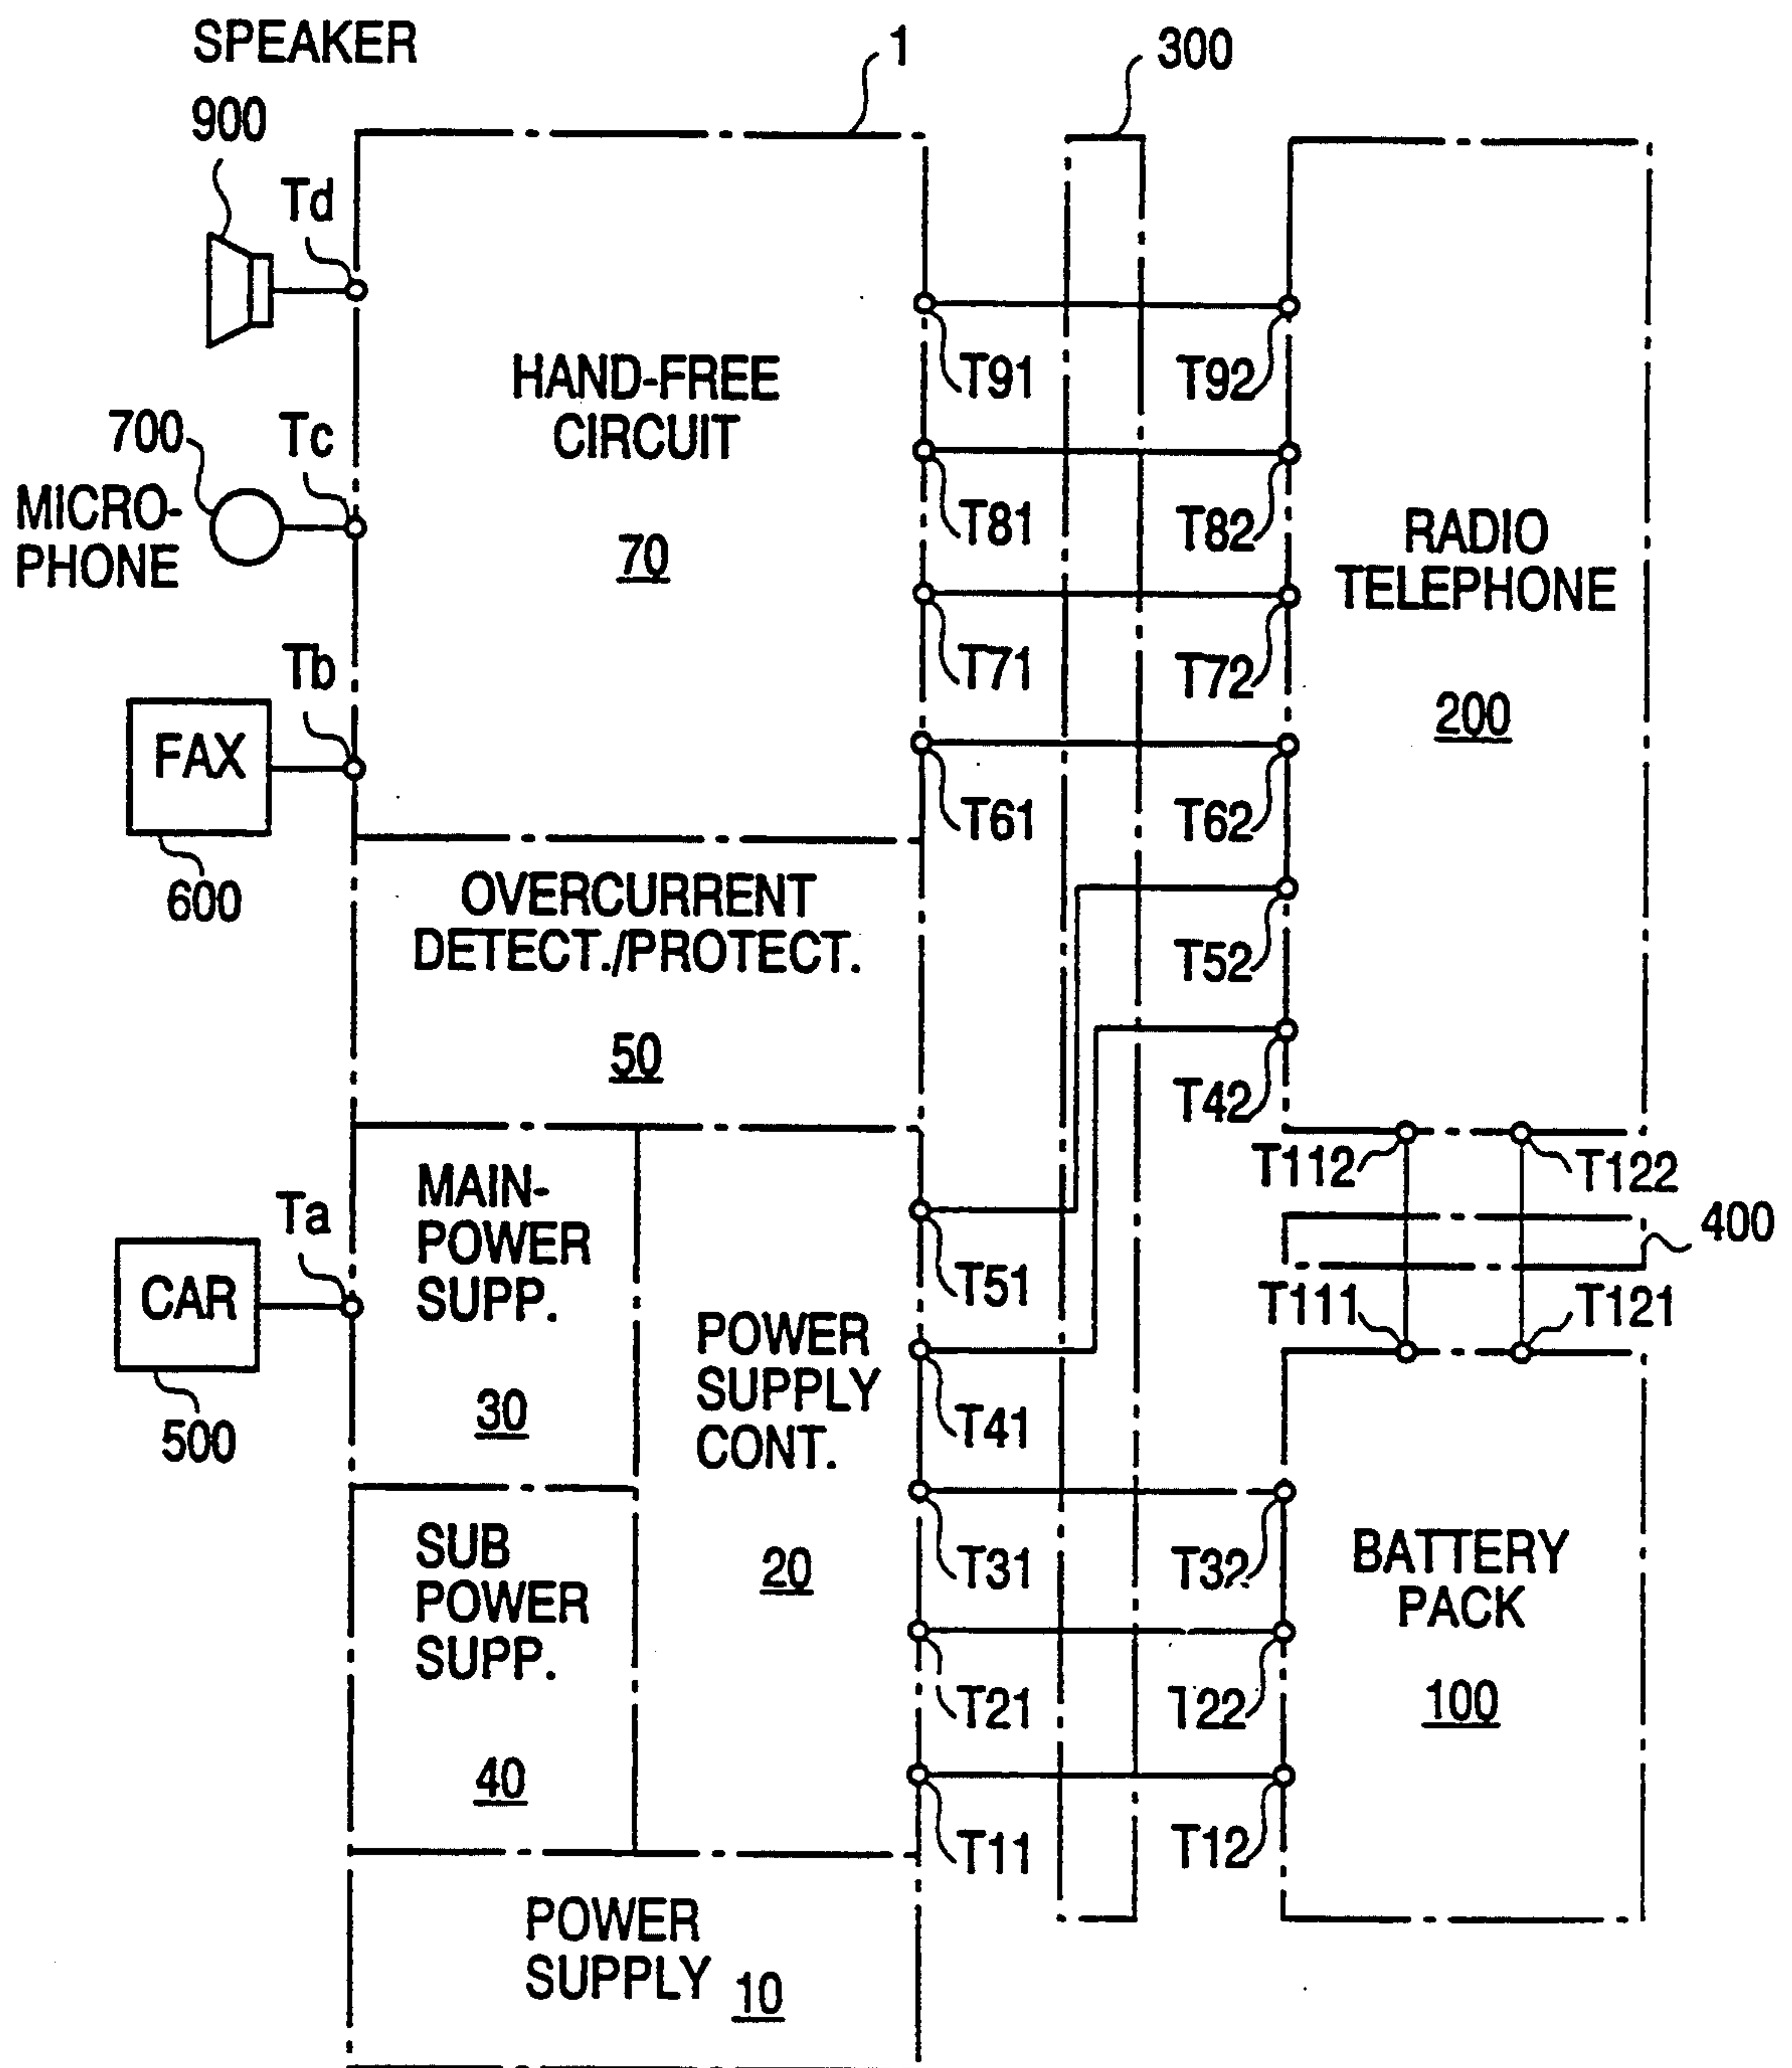 SPEAKER
900
1
300
Td
HAND-FREE
CIRCUIT
70
700
Tc
MICRO-
PHONE
Tb
FAX
600
T91
T92
T81
T82
T71
T72
T61
T62
RADIO
TELEPHONE
200
OVERCURRENT
DETECT./PROTECT.
50
T52
T42
T112
T122
400
T111
T121
MAIN-
POWER
SUPP.
30
Ta
CAR
500
POWER
SUPPLY
CONT.
20
T51
T41
T31
T32
T21
T22
T11
T12
SUB
POWER
SUPP.
40
BATTERY
PACK
100
POWER
SUPPLY
10